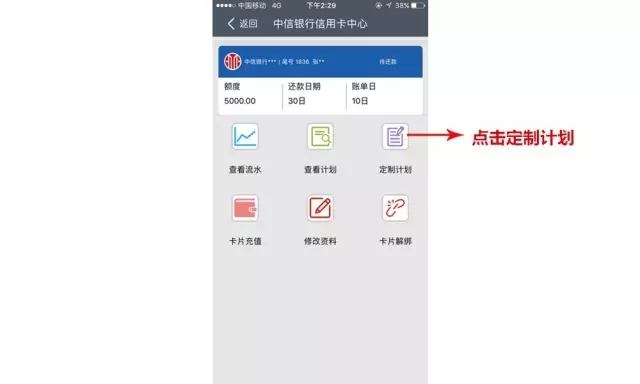 中国移动 4G 下午2:29 38%
返回 中信银行信用卡中心
中信银行*** | 尾号 1836 张** 待还款
额度 还款日期 账单日
5000.00 30日 10日
查看流水 查看计划 定制计划
点击定制计划
卡片充值 修改资料 卡片解绑